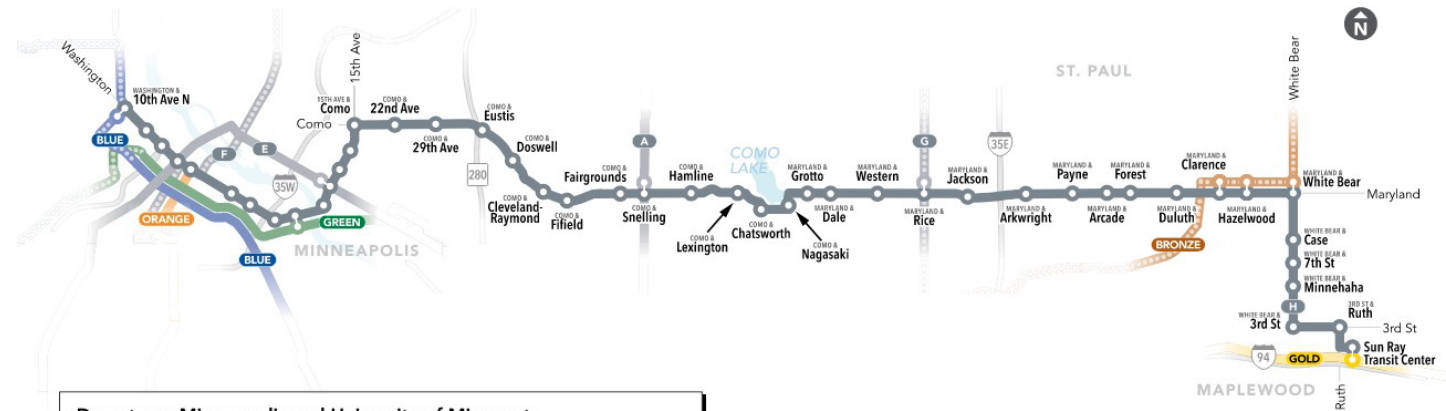 N
Washington
WASHINGTON &
10th Ave N
BLUE
F
E
35W
ORANGE
GREEN
BLUE
MINNEAPOLIS
15th Ave
15TH AVE &
Como
Como
COMO &
22nd Ave
COMO &
29th Ave
COMO &
Eustis
280
COMO &
Doswell
COMO &
Cleveland-
Raymond
COMO &
Fifield
COMO &
Fairgrounds
A
COMO &
Snelling
COMO &
Hamline
COMO &
Lexington
COMO
LAKE
COMO &
Chatsworth
COMO &
Nagasaki
MARYLAND &
Grotto
MARYLAND &
Dale
MARYLAND &
Western
G
MARYLAND &
Rice
MARYLAND &
Jackson
35E
ST. PAUL
MARYLAND &
Arkwright
MARYLAND &
Payne
MARYLAND &
Arcade
MARYLAND &
Forest
MARYLAND &
Duluth
MARYLAND &
Clarence
MARYLAND &
Hazelwood
BRONZE
White Bear
MARYLAND &
White Bear
Maryland
WHITE BEAR &
Case
WHITE BEAR &
7th St
WHITE BEAR &
Minnehaha
H
WHITE BEAR &
3rd St
3RD ST &
Ruth
3rd St
Sun Ray
Transit Center
94
GOLD
MAPLEWOOD
Ruth